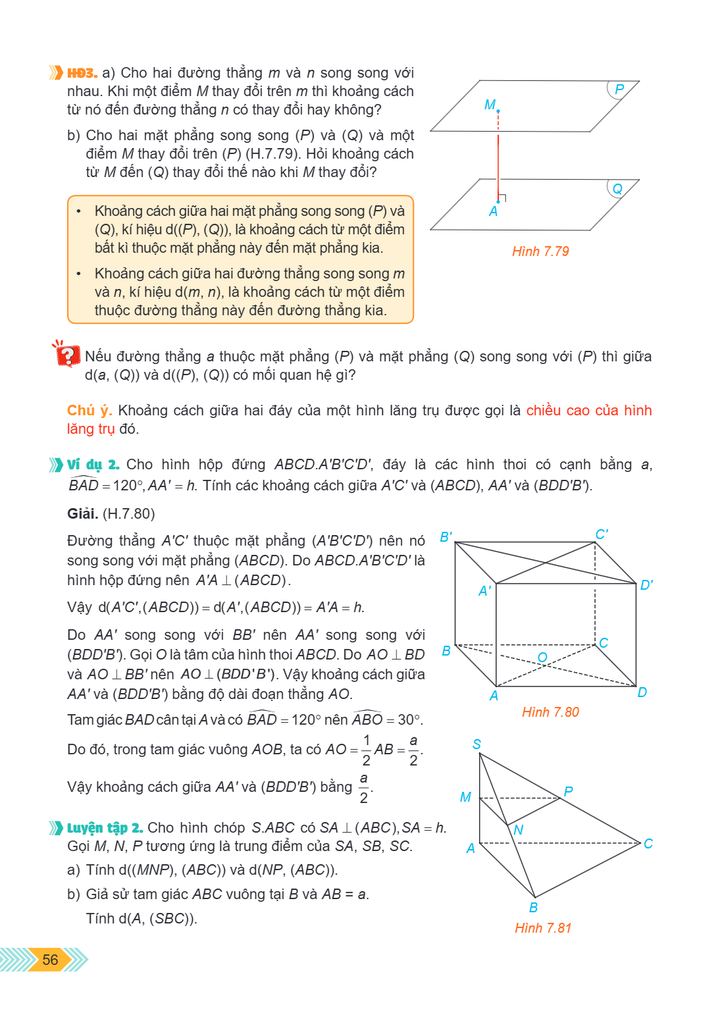 HĐ3. a) Cho hai đường thẳng m và n song song với
nhau. Khi một điểm M thay đổi trên m thì khoảng cách
từ nó đến đường thẳng n có thay đổi hay không?
b) Cho hai mặt phẳng song song (P) và (Q) và một
điểm M thay đổi trên (P) (H.7.79). Hỏi khoảng cách
từ M đến (Q) thay đổi thế nào khi M thay đổi?
P
M
Q
A
Hình 7.79
• Khoảng cách giữa hai mặt phẳng song song (P) và
(Q), kí hiệu d((P), (Q)), là khoảng cách từ một điểm
bất kì thuộc mặt phẳng này đến mặt phẳng kia.
• Khoảng cách giữa hai đường thẳng song song m
và n, kí hiệu d(m, n), là khoảng cách từ một điểm
thuộc đường thẳng này đến đường thẳng kia.
?
Nếu đường thẳng a thuộc mặt phẳng (P) và mặt phẳng (Q) song song với (P) thì giữa
d(a, (Q)) và d((P), (Q)) có mối quan hệ gì?
Chú ý. Khoảng cách giữa hai đáy của một hình lăng trụ được gọi là chiều cao của hình
lăng trụ đó.
Ví dụ 2. Cho hình hộp đứng ABCD.A'B'C'D', đáy là các hình thoi có cạnh bằng a,
$\widehat{BAD}$ = 120°, AA' = h. Tính các khoảng cách giữa A'C' và (ABCD), AA' và (BDD'B').
Giải. (H.7.80)
Đường thẳng A'C' thuộc mặt phẳng (A'B'C'D') nên nó
song song với mặt phẳng (ABCD). Do ABCD.A'B'C'D' là
hình hộp đứng nên A'A ⊥ (ABCD).
Vậy d(A'C',(ABCD)) = d(A',(ABCD)) = A'A = h.
Do AA' song song với BB' nên AA' song song với
(BDD'B'). Gọi O là tâm của hình thoi ABCD. Do AO ⊥ BD
và AO ⊥ BB' nên AO ⊥ (BDD'B'). Vậy khoảng cách giữa
AA' và (BDD'B') bằng độ dài đoạn thẳng AO.
Tam giác BAD cân tại A và có $\widehat{BAD}$ = 120° nên $\widehat{ABO}$ = 30°.
Do đó, trong tam giác vuông AOB, ta có AO = $\frac{1}{2}$AB = $\frac{a}{2}$.
Vậy khoảng cách giữa AA' và (BDD'B') bằng $\frac{a}{2}$.
B'
C'
A'
D'
B
C
O
A
D
Hình 7.80
Luyện tập 2. Cho hình chóp S.ABC có SA ⊥ (ABC), SA = h.
Gọi M, N, P tương ứng là trung điểm của SA, SB, SC.
a) Tính d((MNP), (ABC)) và d(NP, (ABC)).
b) Giả sử tam giác ABC vuông tại B và AB = a.
Tính d(A, (SBC)).
S
M
P
N
A
C
B
Hình 7.81
56